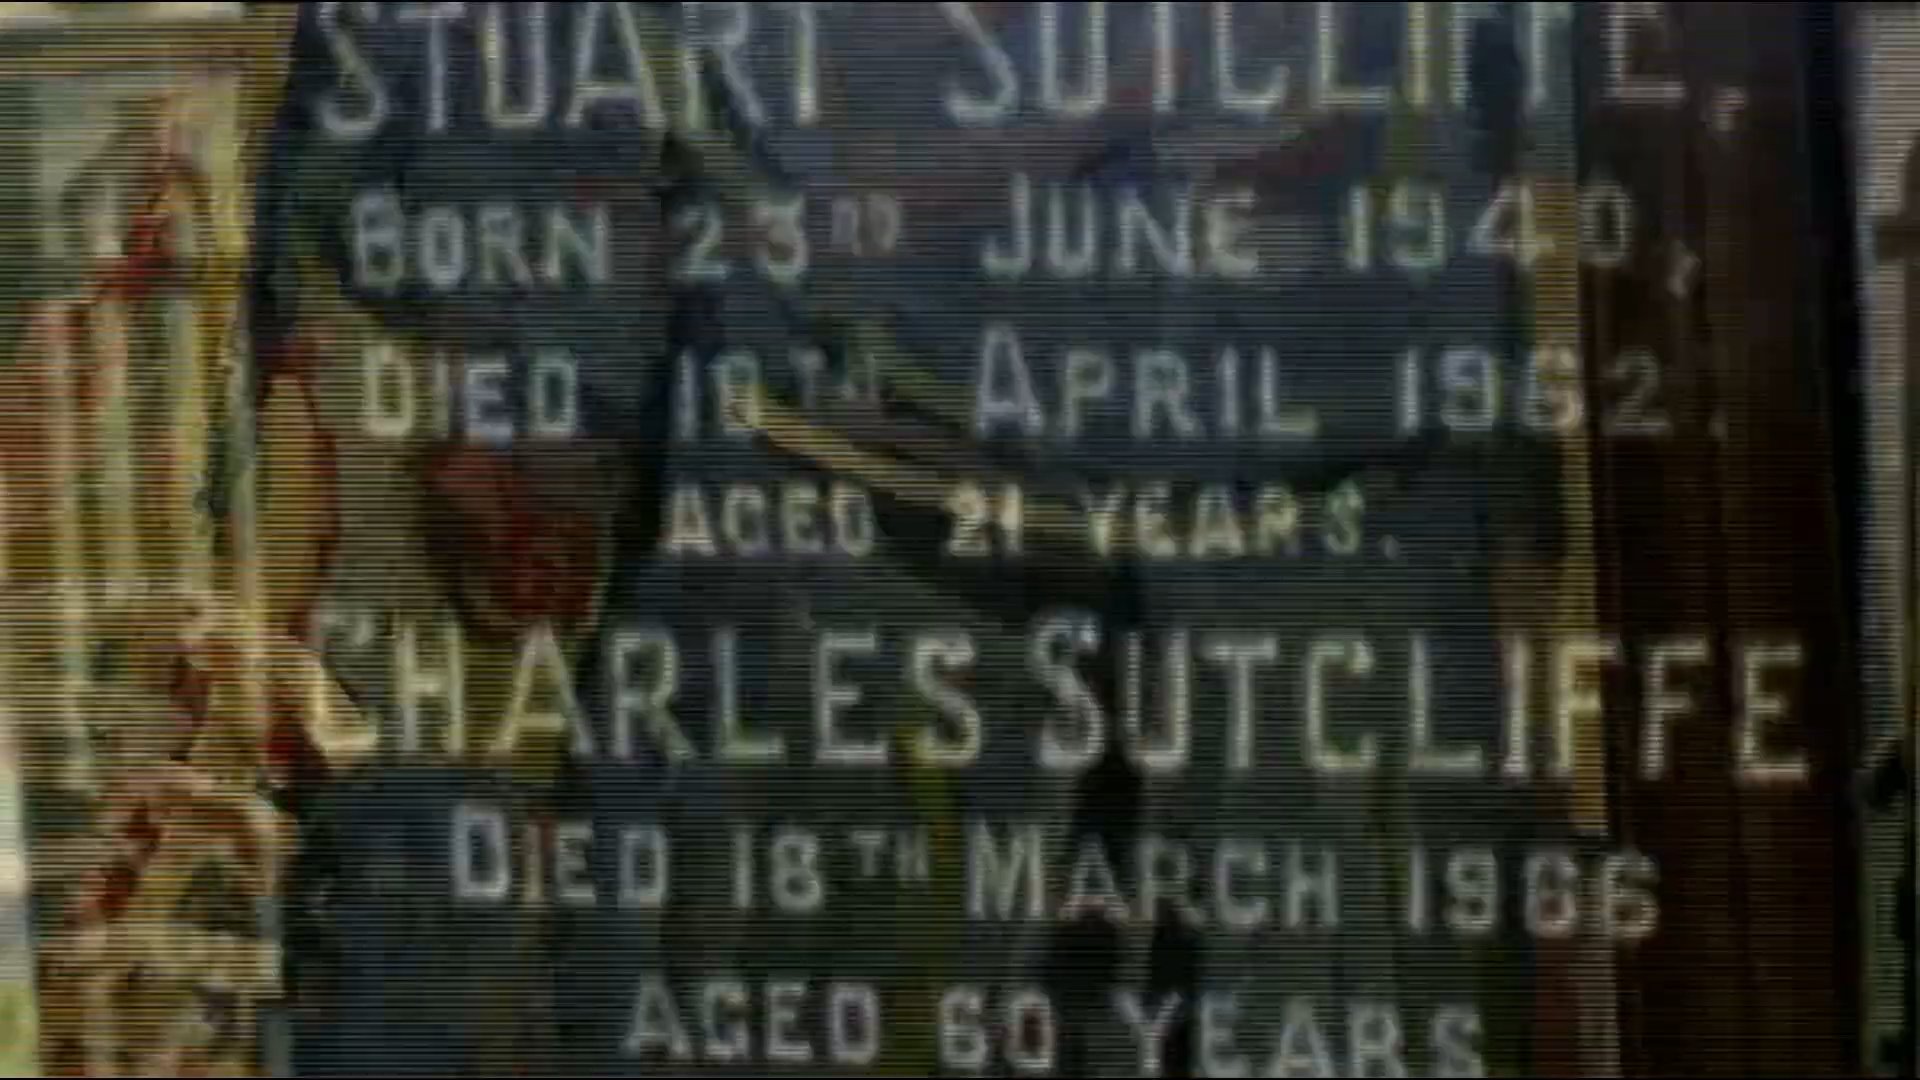 STUART SUTCLIFFE,
BORN 23RD JUNE 1940,
DIED 10TH APRIL 1962.
AGED 21 YEARS.
CHARLES SUTCLIFFE
DIED 18TH MARCH 1966
AGED 60 YEARS